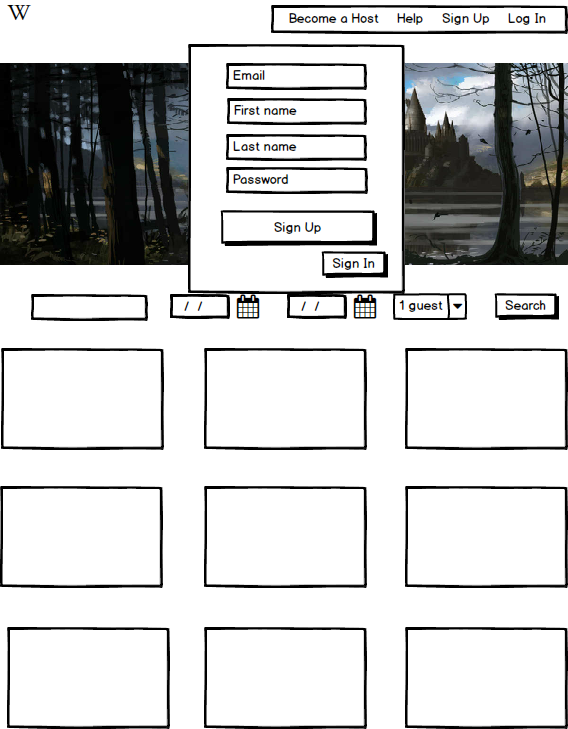 W
Become a Host Help Sign Up Log In
Email
First name
Last name
Password
Sign Up
Sign In
/ / / / 1 guest Search